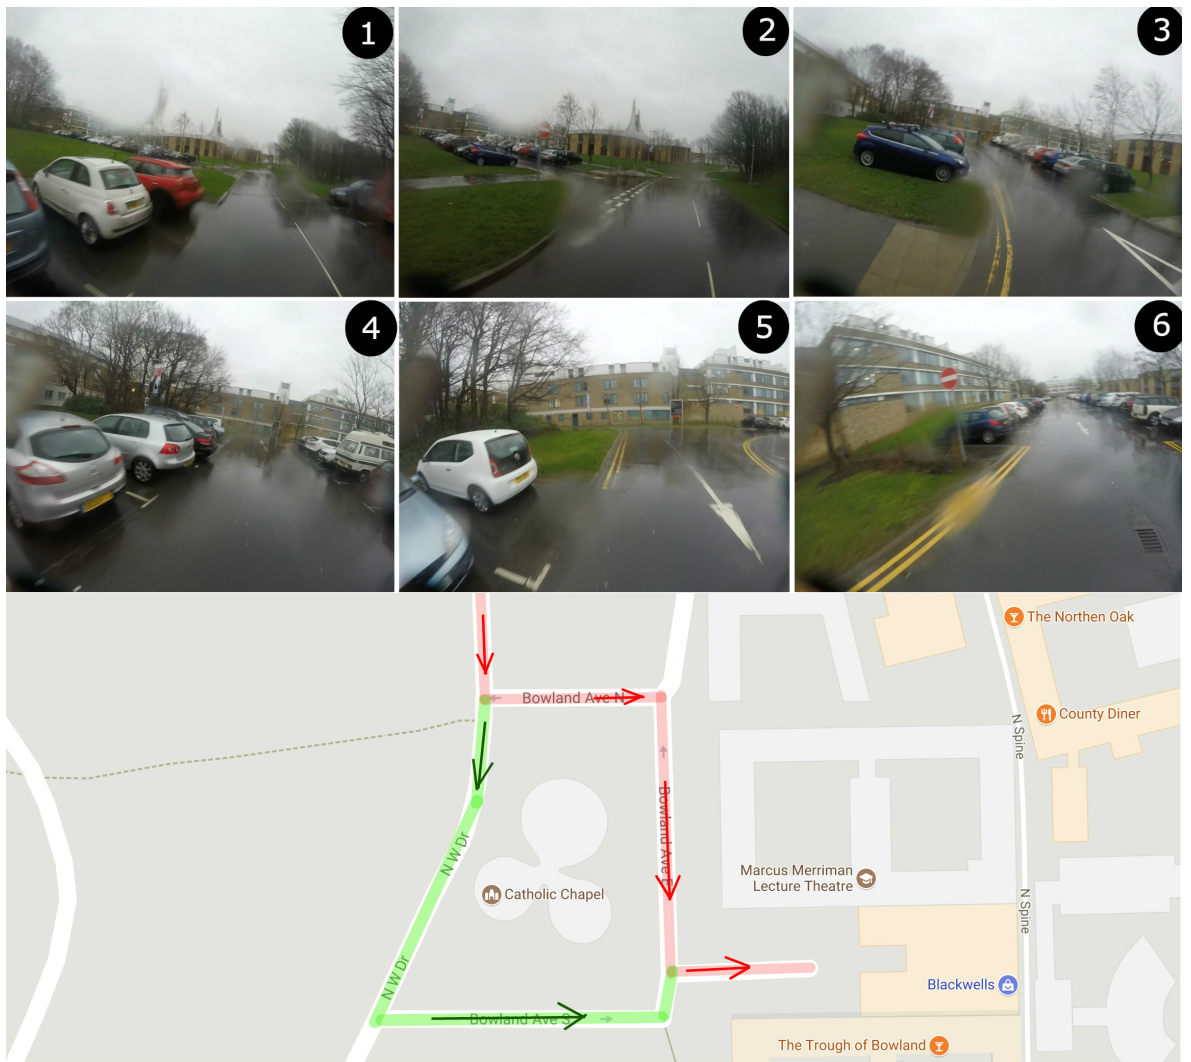 1
2
3
4
5
6
The Northen Oak
Bowland Ave N
County Diner
N Spine
Bowland Ave E
N W Dr
Marcus Merriman
Lecture Theatre
Catholic Chapel
N Spine
N W Dr
Blackwells
Bowland Ave S
The Trough of Bowland